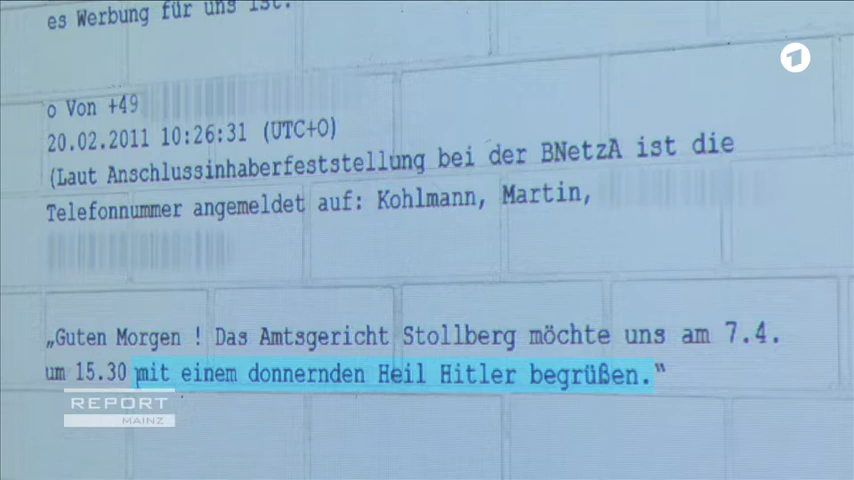 es Werbung für uns ist.
o Von +49
20.02.2011 10:26:31 (UTC+0)
(Laut Anschlussinhaberfeststellung bei der BNetzA ist die
Telefonnummer angemeldet auf: Kohlmann, Martin,
„Guten Morgen ! Das Amtsgericht Stollberg möchte uns am 7.4.
um 15.30 mit einem donnernden Heil Hitler begrüßen."
REPORT
MAINZ
1